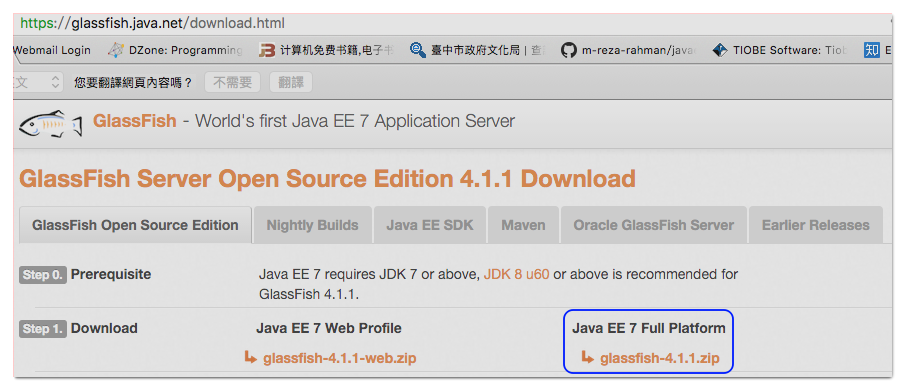 https://glassfish.java.net/download.html
Webmail Login DZone: Programming 计算机免费书籍,电子书 臺中市政府文化局 | 查 m-reza-rahman/javae TIOBE Software: Tiob
文 您要翻譯網頁內容嗎？ 不需要 翻譯
GlassFish - World's first Java EE 7 Application Server
GlassFish Server Open Source Edition 4.1.1 Download
GlassFish Open Source Edition Nightly Builds Java EE SDK Maven Oracle GlassFish Server Earlier Releases
Step 0. Prerequisite Java EE 7 requires JDK 7 or above, JDK 8 u60 or above is recommended for
GlassFish 4.1.1.
Step 1. Download Java EE 7 Web Profile Java EE 7 Full Platform
glassfish-4.1.1-web.zip glassfish-4.1.1.zip